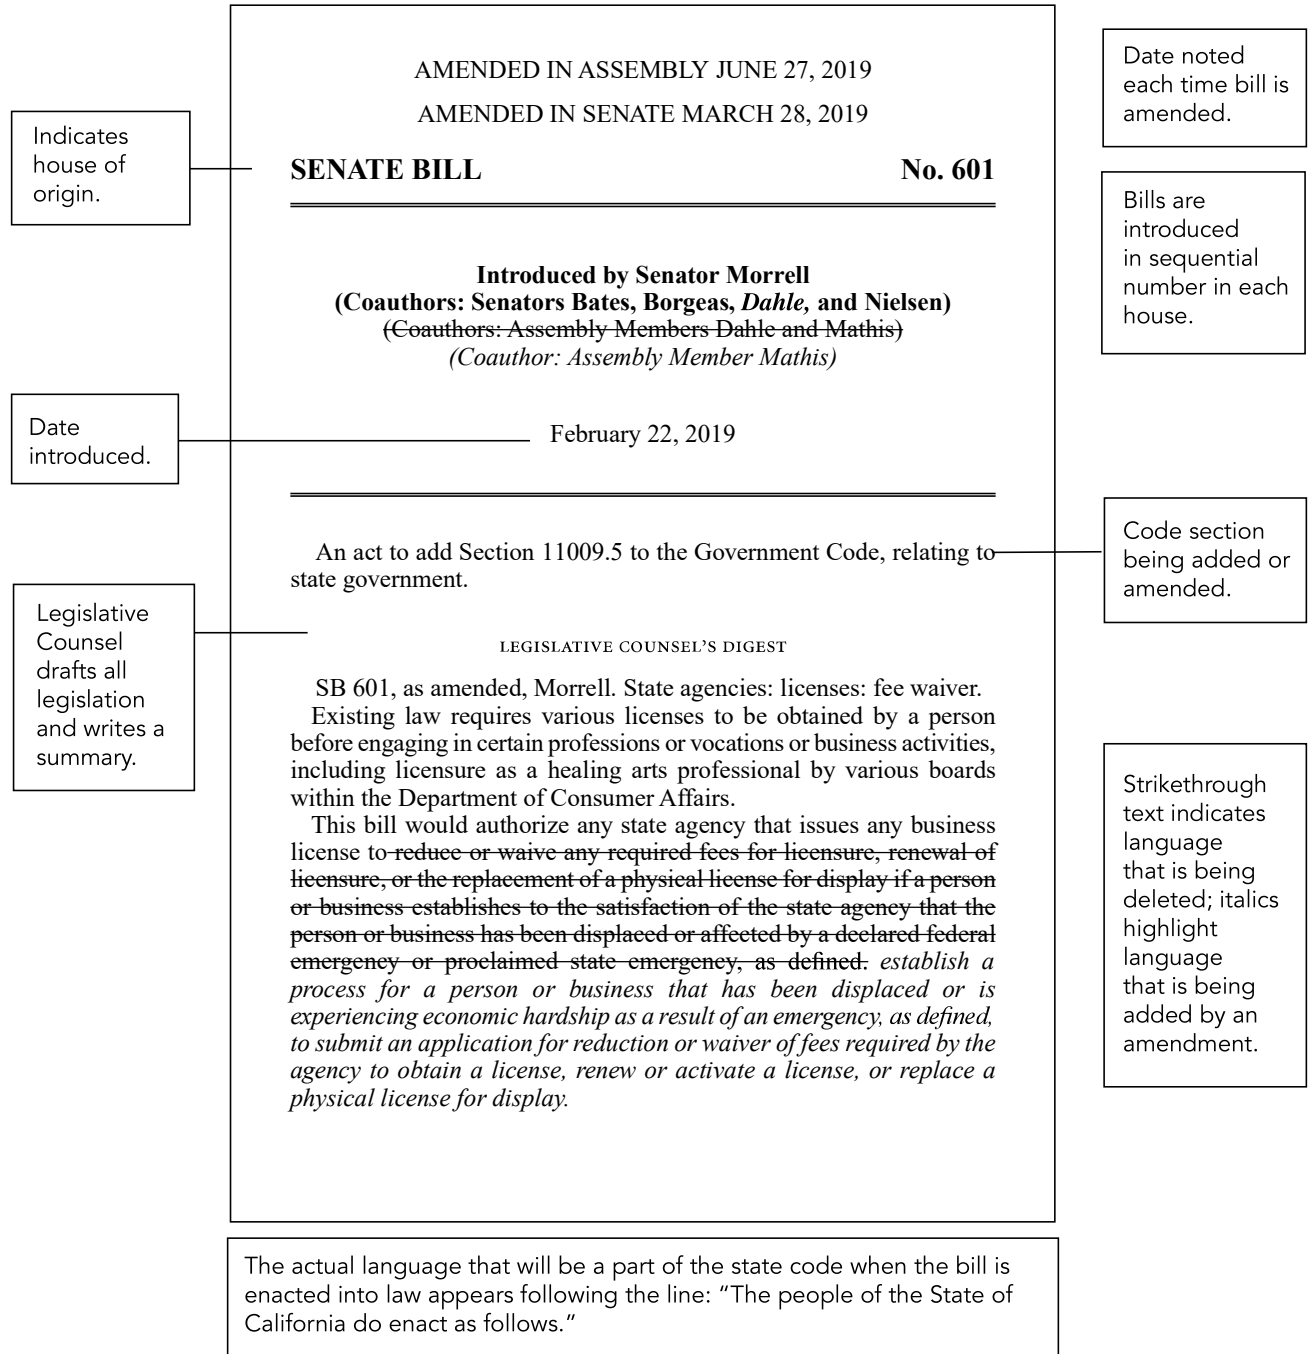 AMENDED IN ASSEMBLY JUNE 27, 2019
AMENDED IN SENATE MARCH 28, 2019
SENATE BILL No. 601
Introduced by Senator Morrell
(Coauthors: Senators Bates, Borgeas, Dahle, and Nielsen)
(Coauthors: Assembly Members Dahle and Mathis)
(Coauthor: Assembly Member Mathis)
February 22, 2019
An act to add Section 11009.5 to the Government Code, relating to
state government.
LEGISLATIVE COUNSEL’S DIGEST
SB 601, as amended, Morrell. State agencies: licenses: fee waiver.
Existing law requires various licenses to be obtained by a person
before engaging in certain professions or vocations or business activities,
including licensure as a healing arts professional by various boards
within the Department of Consumer Affairs.
This bill would authorize any state agency that issues any business
license to reduce or waive any required fees for licensure, renewal of
licensure, or the replacement of a physical license for display if a person
or business establishes to the satisfaction of the state agency that the
person or business has been displaced or affected by a declared federal
emergency or proclaimed state emergency, as defined. establish a
process for a person or business that has been displaced or is
experiencing economic hardship as a result of an emergency, as defined,
to submit an application for reduction or waiver of fees required by the
agency to obtain a license, renew or activate a license, or replace a
physical license for display.
Indicates
house of
origin.
Date
introduced.
Legislative
Counsel
drafts all
legislation
and writes a
summary.
Date noted
each time bill is
amended.
Bills are
introduced
in sequential
number in each
house.
Code section
being added or
amended.
Strikethrough
text indicates
language
that is being
deleted; italics
highlight
language
that is being
added by an
amendment.
The actual language that will be a part of the state code when the bill is
enacted into law appears following the line: “The people of the State of
California do enact as follows.”